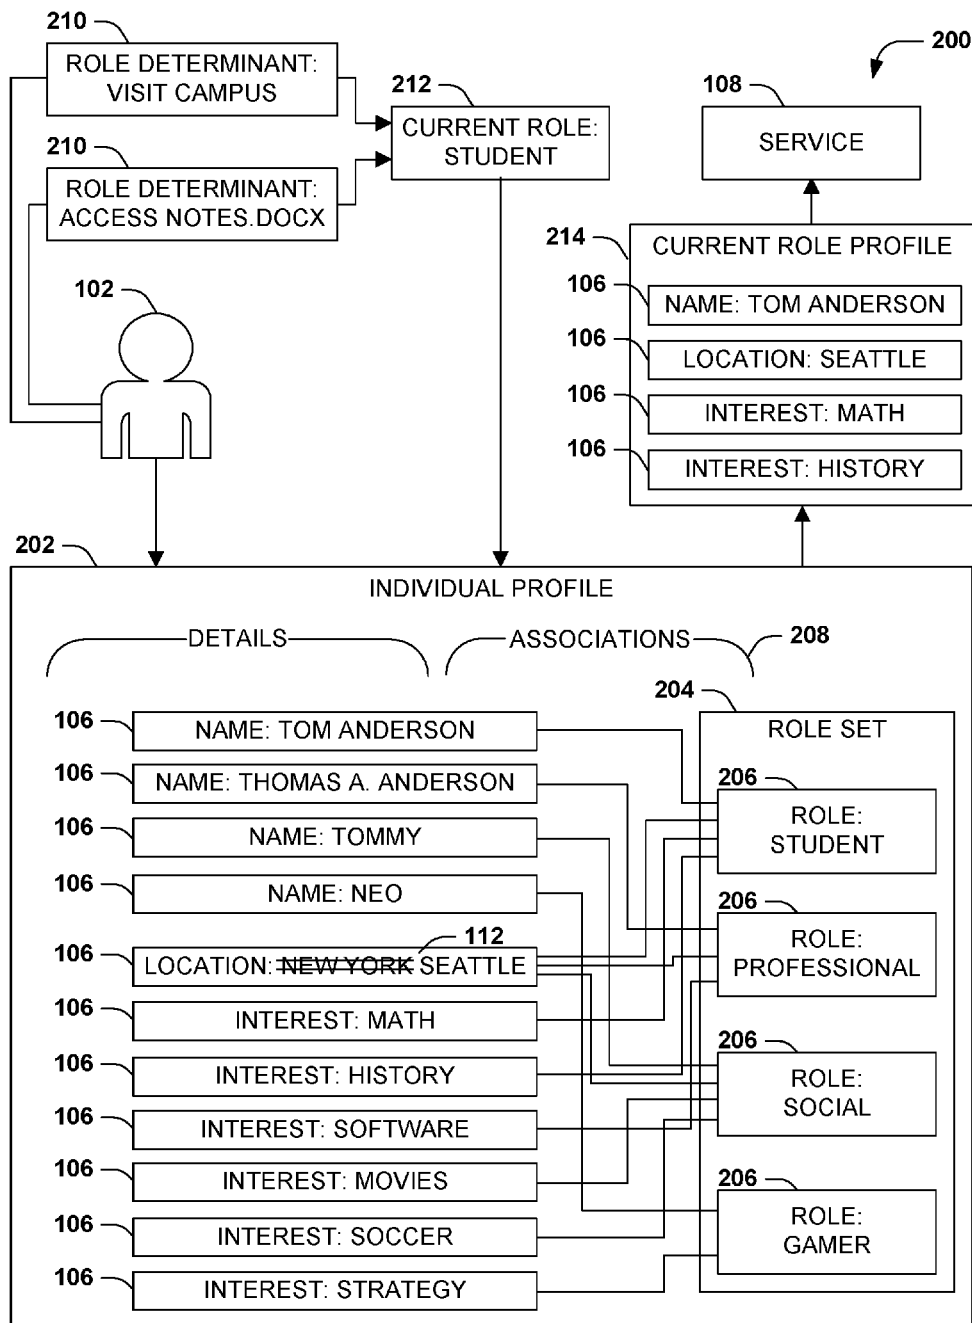 210
ROLE DETERMINANT:
VISIT CAMPUS
210
ROLE DETERMINANT:
ACCESS NOTES.DOCX
212
CURRENT ROLE:
STUDENT
200
108
SERVICE
214
CURRENT ROLE PROFILE
106
NAME: TOM ANDERSON
106
LOCATION: SEATTLE
106
INTEREST: MATH
106
INTEREST: HISTORY
102
202
INDIVIDUAL PROFILE
DETAILS
ASSOCIATIONS
208
106
NAME: TOM ANDERSON
106
NAME: THOMAS A. ANDERSON
106
NAME: TOMMY
106
NAME: NEO
112
106
LOCATION: NEW YORK SEATTLE
106
INTEREST: MATH
106
INTEREST: HISTORY
106
INTEREST: SOFTWARE
106
INTEREST: MOVIES
106
INTEREST: SOCCER
106
INTEREST: STRATEGY
204
ROLE SET
206
ROLE:
STUDENT
206
ROLE:
PROFESSIONAL
206
ROLE:
SOCIAL
206
ROLE:
GAMER